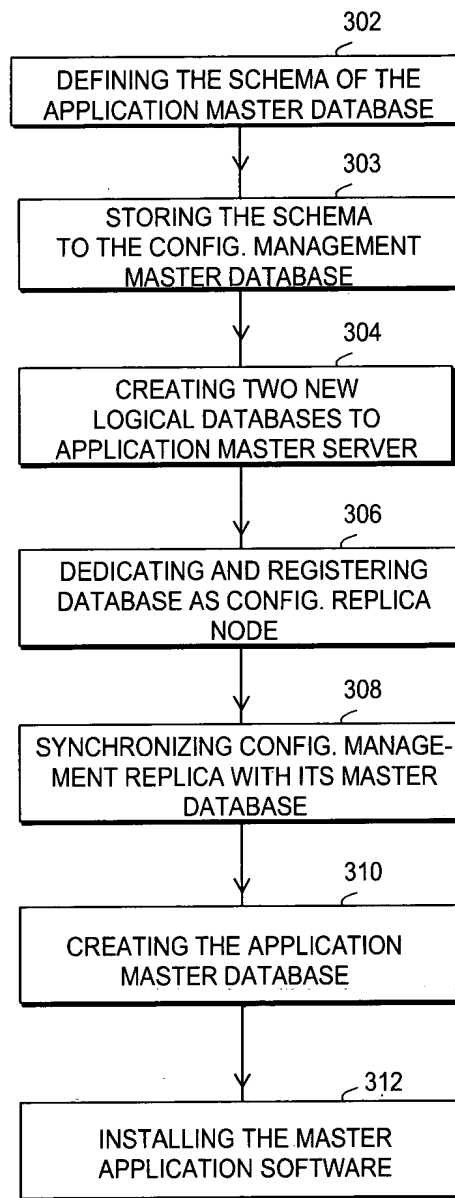 302
DEFINING THE SCHEMA OF THE
APPLICATION MASTER DATABASE
303
STORING THE SCHEMA
TO THE CONFIG. MANAGEMENT
MASTER DATABASE
304
CREATING TWO NEW
LOGICAL DATABASES TO
APPLICATION MASTER SERVER
306
DEDICATING AND REGISTERING
DATABASE AS CONFIG. REPLICA
NODE
308
SYNCHRONIZING CONFIG. MANAGE-
MENT REPLICA WITH ITS MASTER
DATABASE
310
CREATING THE APPLICATION
MASTER DATABASE
312
INSTALLING THE MASTER
APPLICATION SOFTWARE